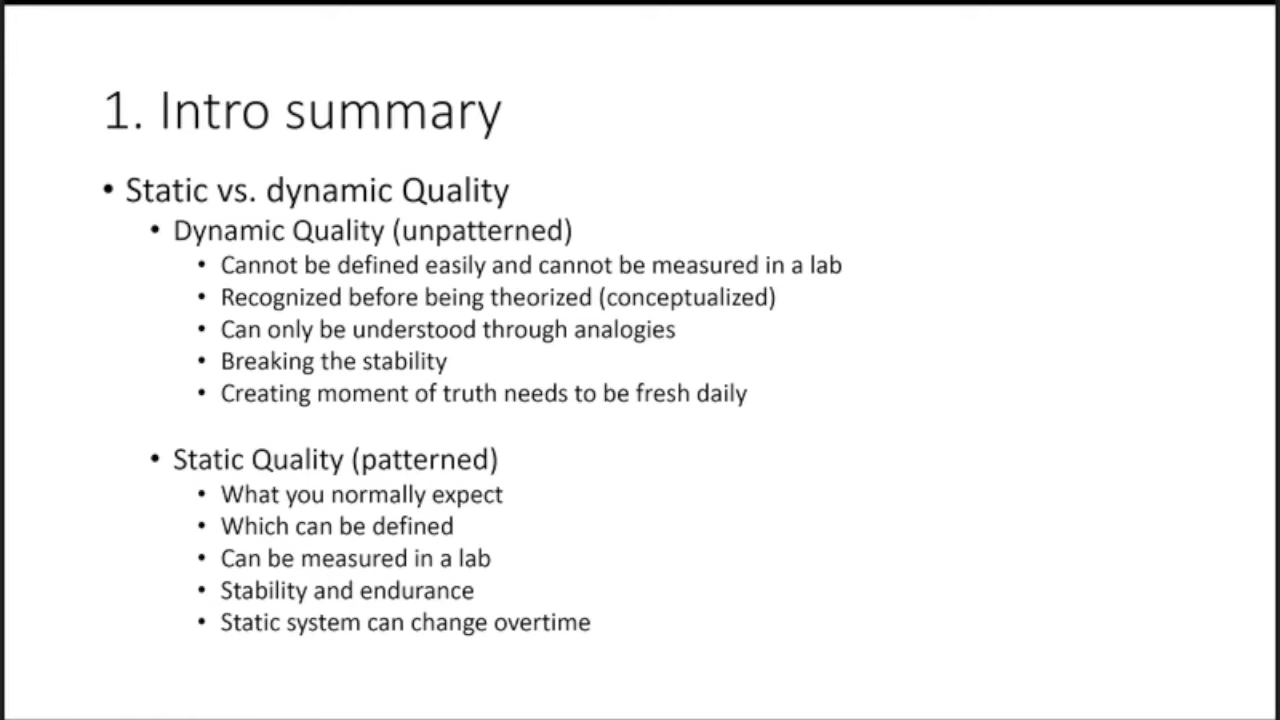 1. Intro summary
• Static vs. dynamic Quality
• Dynamic Quality (unpatterned)
• Cannot be defined easily and cannot be measured in a lab
• Recognized before being theorized (conceptualized)
• Can only be understood through analogies
• Breaking the stability
• Creating moment of truth needs to be fresh daily
• Static Quality (patterned)
• What you normally expect
• Which can be defined
• Can be measured in a lab
• Stability and endurance
• Static system can change overtime